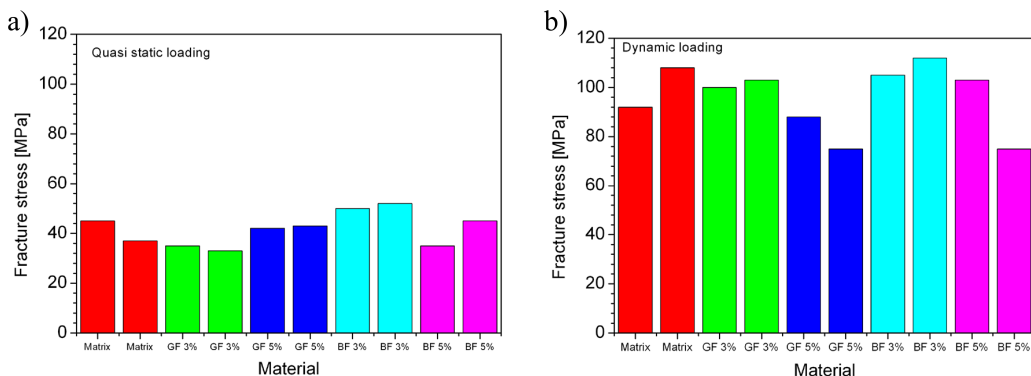 a)
Quasi static loading
120
100
80
60
40
20
0
Fracture stress [MPa]
Matrix Matrix GF 3% GF 3% GF 5% GF 5% BF 3% BF 3% BF 5% BF 5%
Material
b)
Dynamic loading
120
100
80
60
40
20
0
Fracture stress [MPa]
Matrix Matrix GF 3% GF 3% GF 5% GF 5% BF 3% BF 3% BF 5% BF 5%
Material